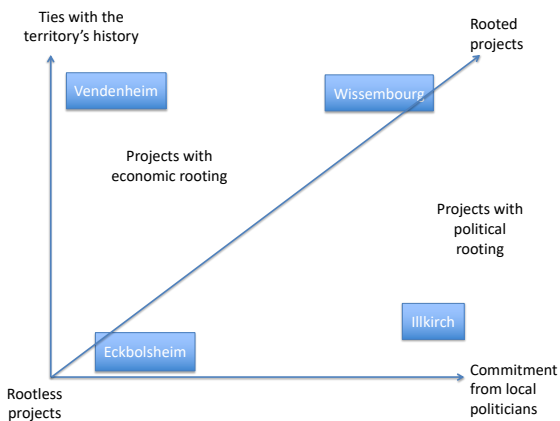 Ties with the
territory's history
Rooted
projects
Vendenheim
Wissembourg
Projects with
economic rooting
Projects with
political
rooting
Illkirch
Eckbolsheim
Rootless
projects
Commitment
from local
politicians